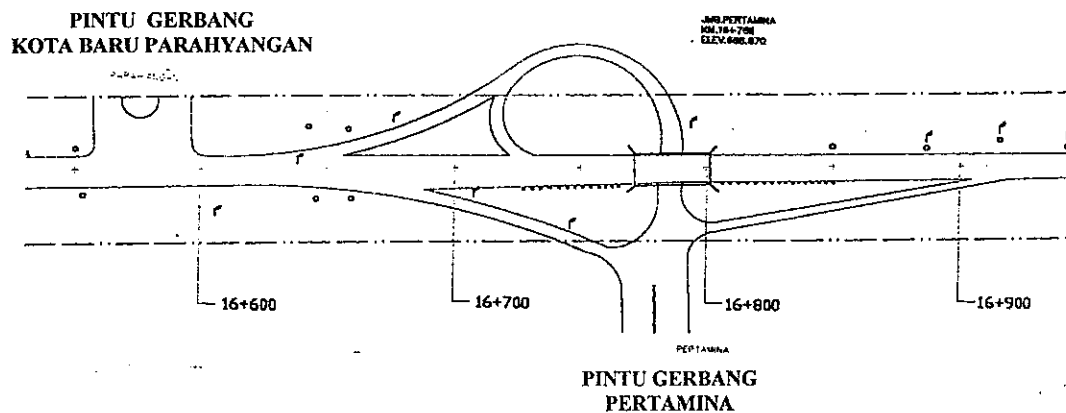 PINTU GERBANG
KOTA BARU PARAHYANGAN
JMB.PERTAMINA
16+600
16+700
16+800
16+900
PERTAMINA
PINTU GERBANG
PERTAMINA